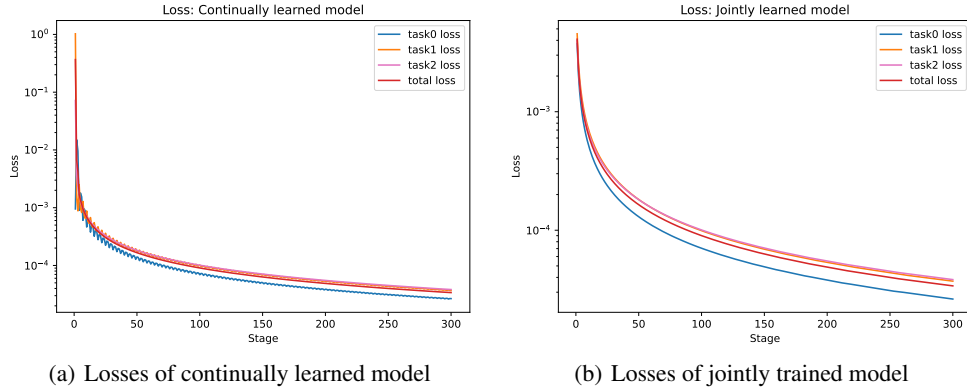 Loss: Continually learned model
10⁰
10⁻¹
10⁻²
10⁻³
10⁻⁴
Loss
0 50 100 150 200 250 300
Stage
task0 loss
task1 loss
task2 loss
total loss
(a) Losses of continually learned model
Loss: Jointly learned model
10⁻³
10⁻⁴
Loss
0 50 100 150 200 250 300
Stage
task0 loss
task1 loss
task2 loss
total loss
(b) Losses of jointly trained model